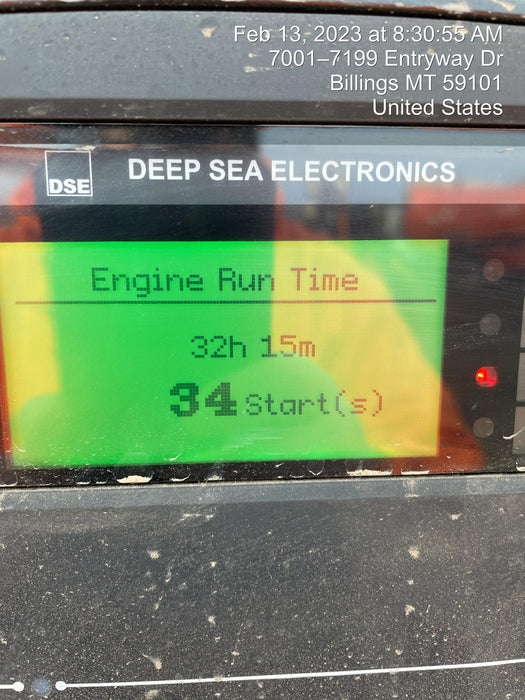 Feb 13, 2023 at 8:30:55 AM
7001–7199 Entryway Dr
Billings MT 59101
United States
DSE DEEP SEA ELECTRONICS
Engine Run Time
32h 15m
34 Start(s)